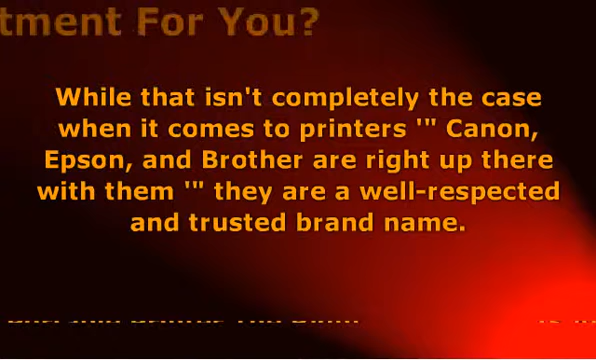 tment For You?
While that isn't completely the case
when it comes to printers '" Canon,
Epson, and Brother are right up there
with them '" they are a well-respected
and trusted brand name.